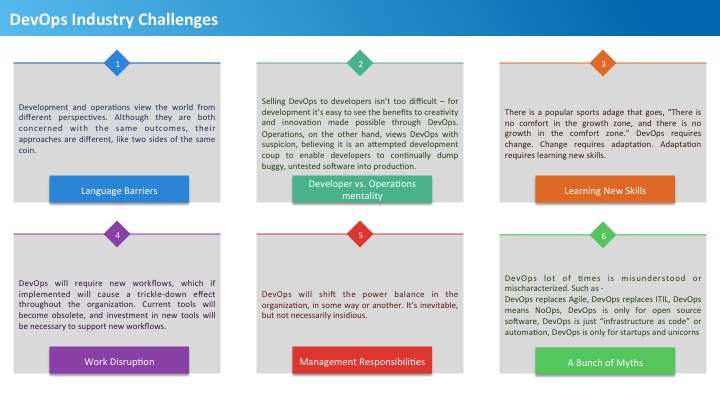 DevOps Industry Challenges
1
Development and operations view the world from
different perspectives. Although they are both
concerned with the same outcomes, their
approaches are different, like two sides of the same
coin.
Language Barriers
2
Selling DevOps to developers isn't too difficult – for
development it's easy to see the benefits to creativity
and innovation made possible through DevOps.
Operations, on the other hand, views DevOps with
suspicion, believing it is an attempted development
coup to enable developers to continually dump
buggy, untested software into production.
Developer vs. Operations
mentality
3
There is a popular sports adage that goes, “There is
no comfort in the growth zone, and there is no
growth in the comfort zone.” DevOps requires
change. Change requires adaptation. Adaptation
requires learning new skills.
Learning New Skills
4
DevOps will require new workflows, which if
implemented will cause a trickle-down effect
throughout the organization. Current tools will
become obsolete, and investment in new tools will
be necessary to support new workflows.
Work Disruption
5
DevOps will shift the power balance in the
organization, in some way or another. It's inevitable,
but not necessarily insidious.
Management Responsibilities
6
DevOps lot of times is misunderstood or
mischaracterized. Such as -
DevOps replaces Agile, DevOps replaces ITIL, DevOps
means NoOps, DevOps is only for open source
software, DevOps is just “infrastructure as code” or
automation, DevOps is only for startups and unicorns
A Bunch of Myths